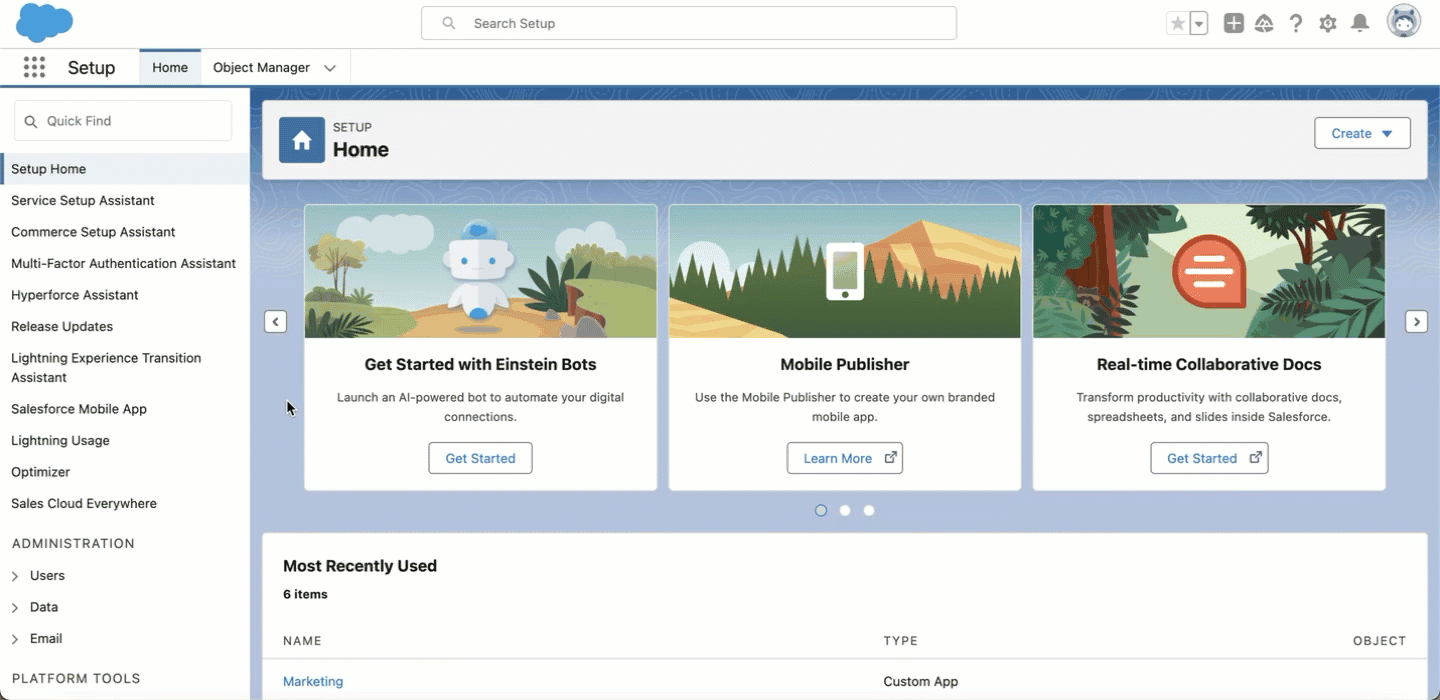 Search Setup
Setup
Home
Object Manager
Quick Find
Setup Home
Service Setup Assistant
Commerce Setup Assistant
Multi-Factor Authentication Assistant
Hyperforce Assistant
Release Updates
Lightning Experience Transition
Assistant
Salesforce Mobile App
Lightning Usage
Optimizer
Sales Cloud Everywhere
ADMINISTRATION
Users
Data
Email
PLATFORM TOOLS
SETUP
Home
Create
Get Started with Einstein Bots
Launch an AI-powered bot to automate your digital
connections.
Get Started
Mobile Publisher
Use the Mobile Publisher to create your own branded
mobile app.
Learn More
Real-time Collaborative Docs
Transform productivity with collaborative docs,
spreadsheets, and slides inside Salesforce.
Get Started
Most Recently Used
6 items
NAME TYPE OBJECT
Marketing Custom App